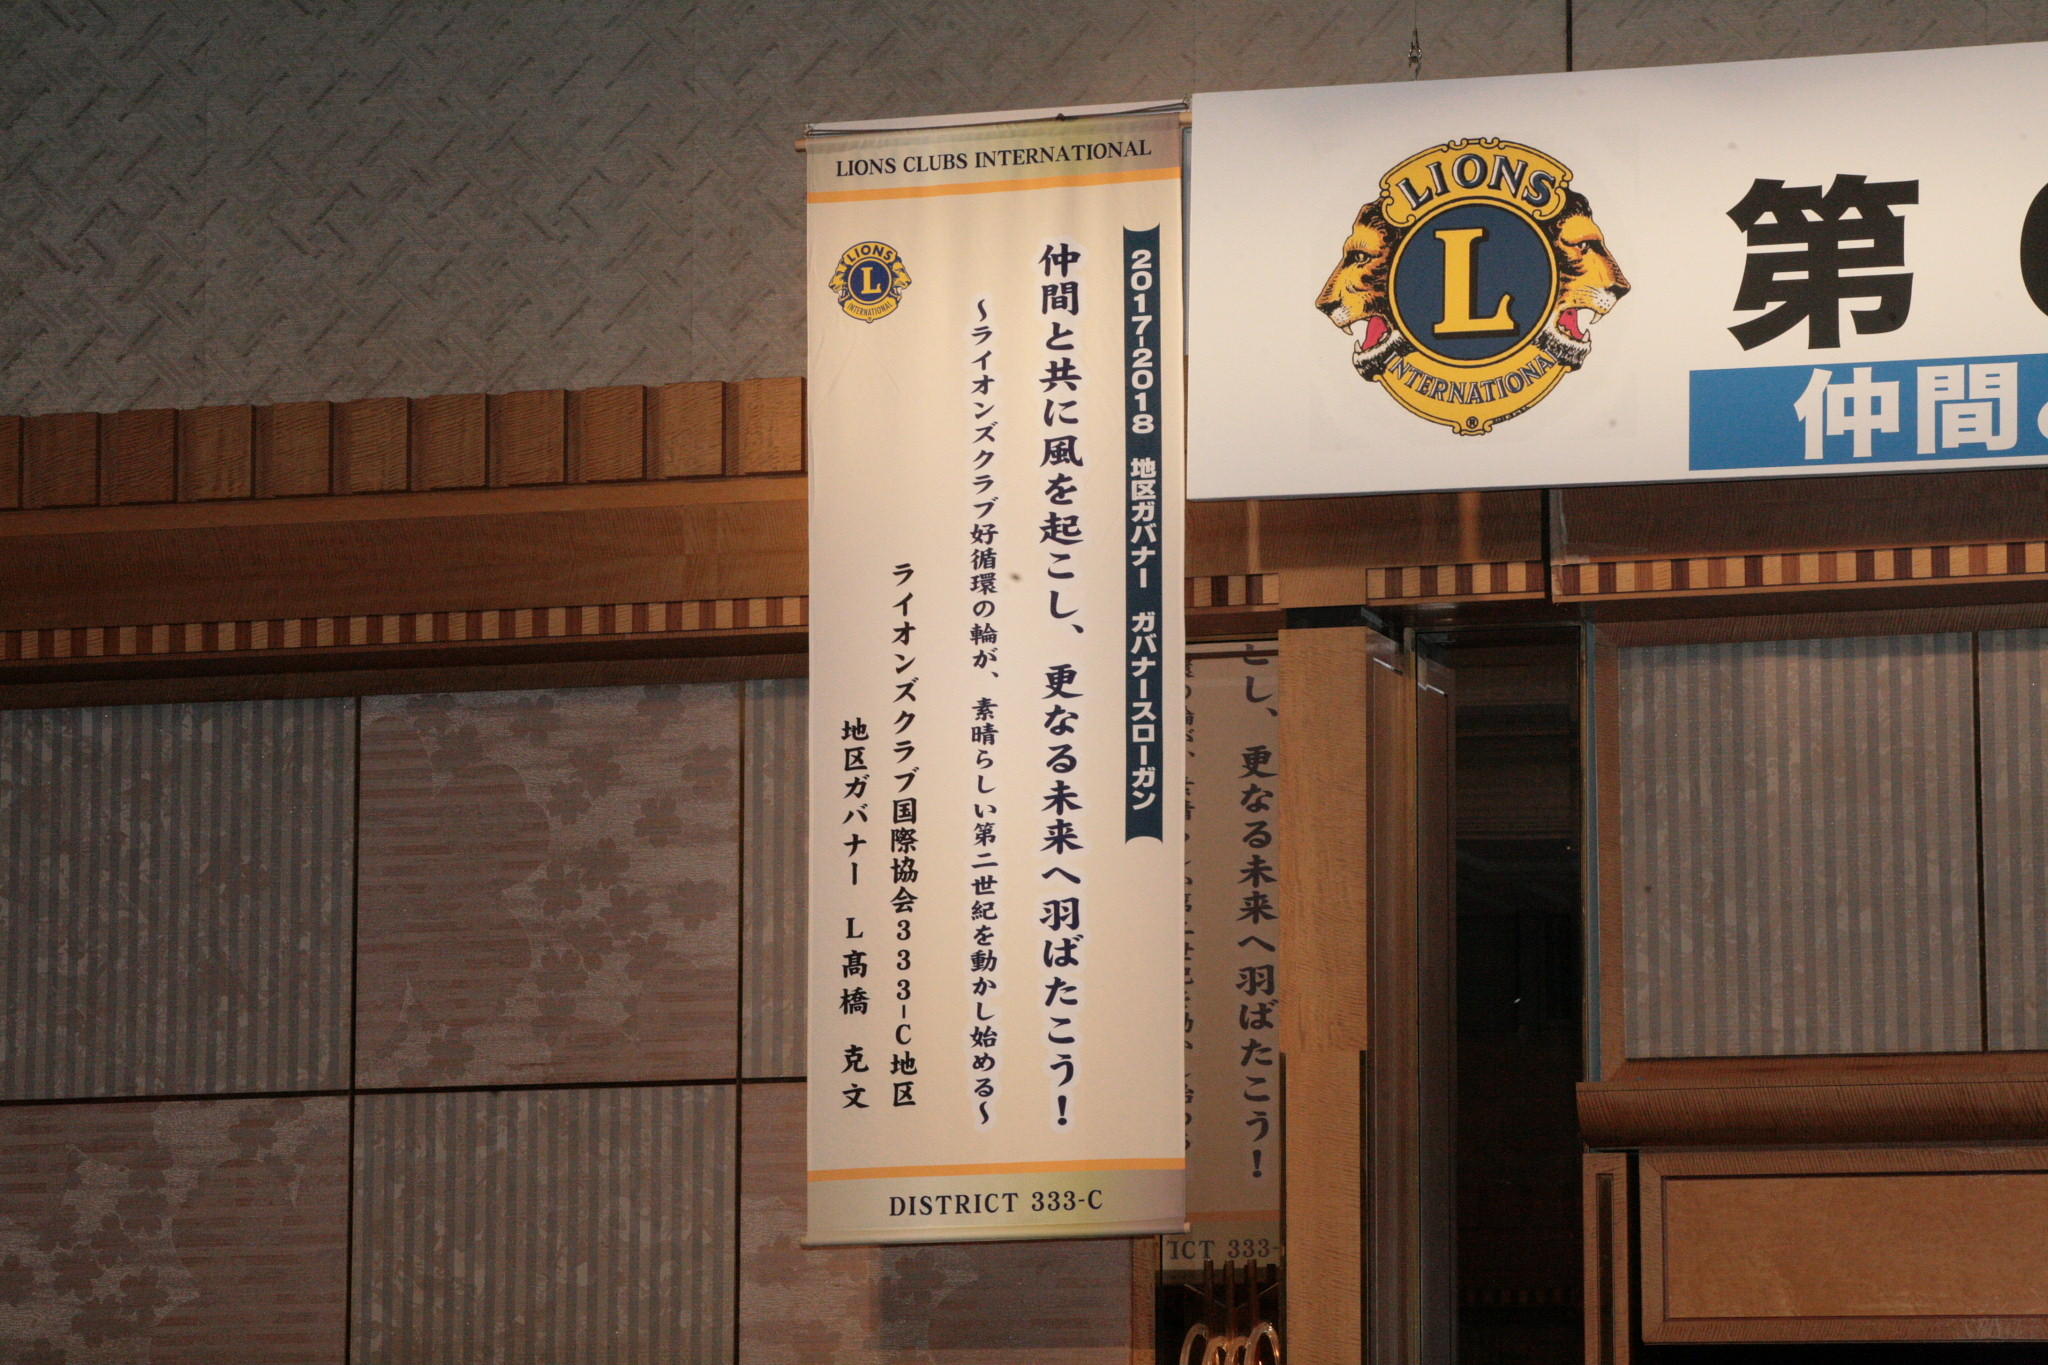 LIONS CLUBS INTERNATIONAL
2017-2018 地区ガバナー ガバナースローガン
仲間と共に風を起こし、更なる未来へ羽ばたこう！
～ライオンズクラブ好循環の輪が、素晴らしい第二世紀を動かし始める～
ライオンズクラブ国際協会333-C地区
地区ガバナー L髙橋 克文
LIONS
L
INTERNATIONAL
DISTRICT 333-C
LIONS
L
INTERNATIONAL
®
第
仲間
し、更なる未来へ羽ばたこう！
ICT 333-